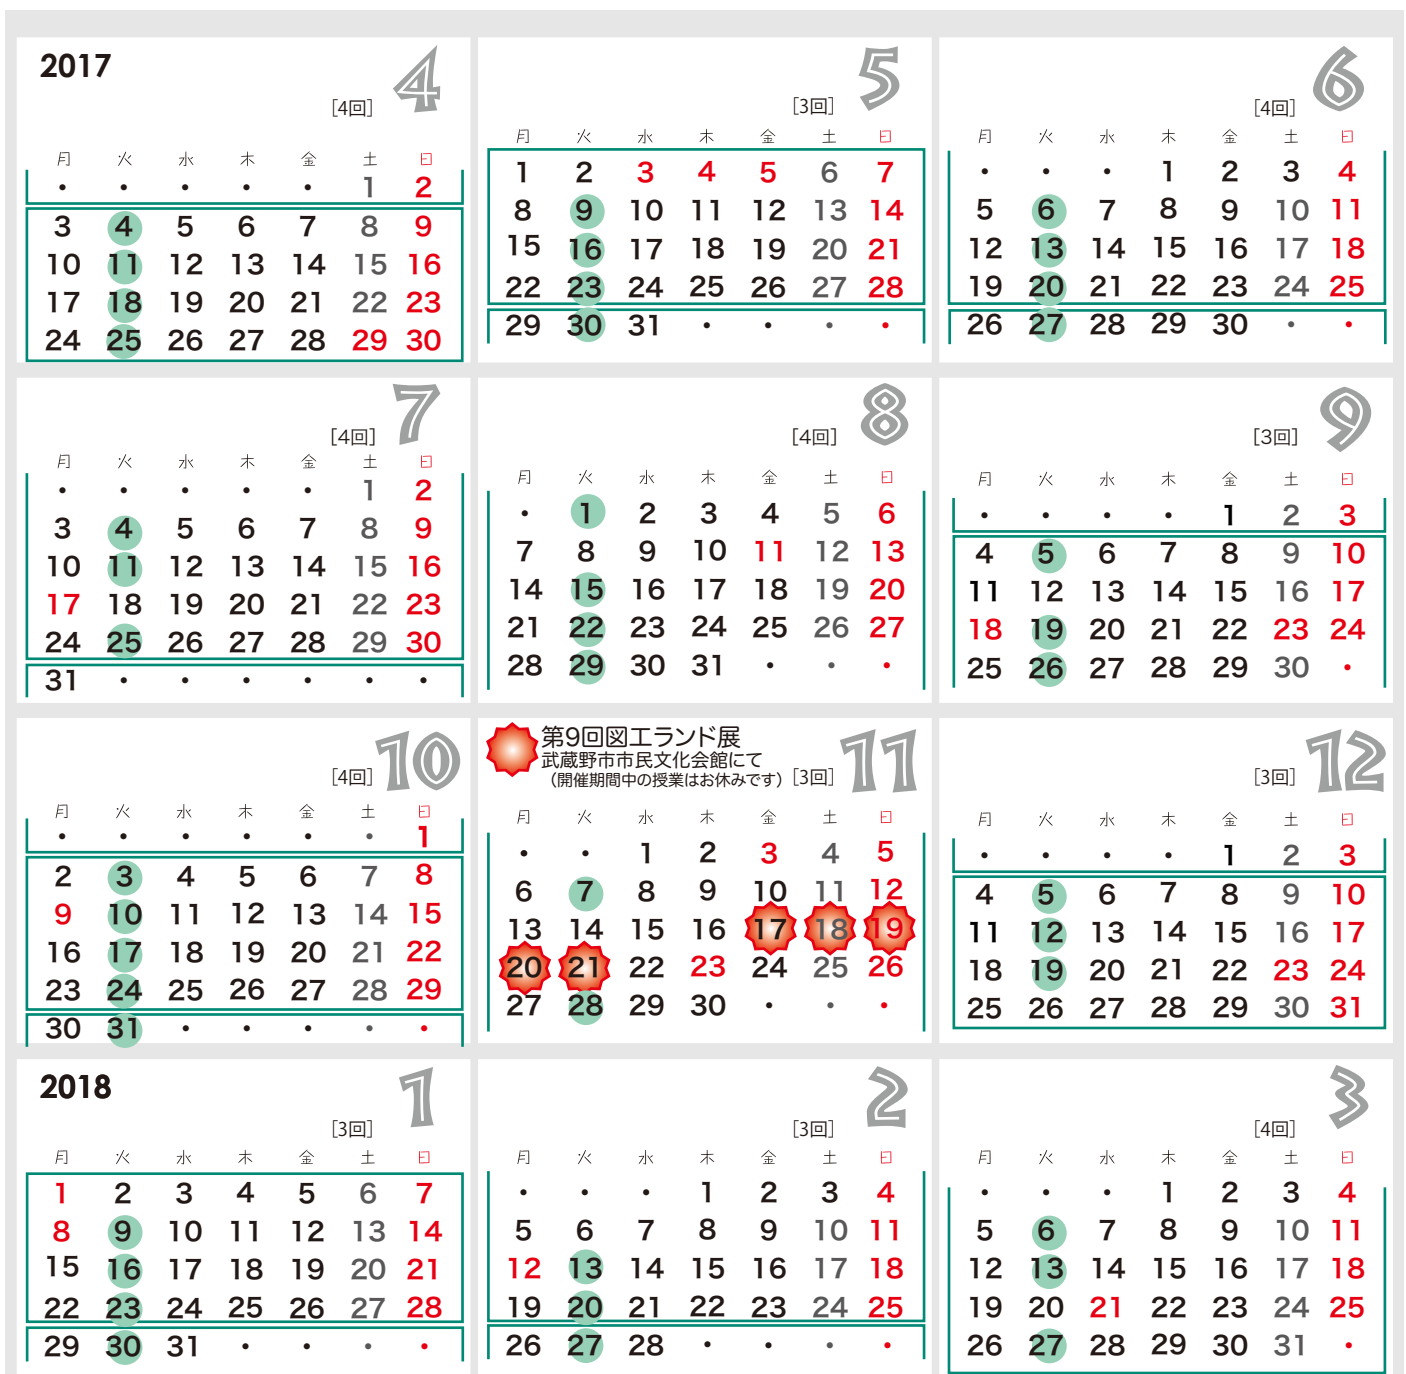 2017
4
[4回]
月 火 水 木 金 土 日
・ ・ ・ ・ ・ 1 2
3 4 5 6 7 8 9
10 11 12 13 14 15 16
17 18 19 20 21 22 23
24 25 26 27 28 29 30
5
[3回]
月 火 水 木 金 土 日
1 2 3 4 5 6 7
8 9 10 11 12 13 14
15 16 17 18 19 20 21
22 23 24 25 26 27 28
29 30 31 ・ ・ ・ ・
6
[4回]
月 火 水 木 金 土 日
・ ・ ・ 1 2 3 4
5 6 7 8 9 10 11
12 13 14 15 16 17 18
19 20 21 22 23 24 25
26 27 28 29 30 ・ ・
7
[4回]
月 火 水 木 金 土 日
・ ・ ・ ・ ・ 1 2
3 4 5 6 7 8 9
10 11 12 13 14 15 16
17 18 19 20 21 22 23
24 25 26 27 28 29 30
31 ・ ・ ・ ・ ・ ・
8
[4回]
月 火 水 木 金 土 日
・ 1 2 3 4 5 6
7 8 9 10 11 12 13
14 15 16 17 18 19 20
21 22 23 24 25 26 27
28 29 30 31 ・ ・ ・
9
[3回]
月 火 水 木 金 土 日
・ ・ ・ ・ 1 2 3
4 5 6 7 8 9 10
11 12 13 14 15 16 17
18 19 20 21 22 23 24
25 26 27 28 29 30 ・
10
[4回]
月 火 水 木 金 土 日
・ ・ ・ ・ ・ ・ 1
2 3 4 5 6 7 8
9 10 11 12 13 14 15
16 17 18 19 20 21 22
23 24 25 26 27 28 29
30 31 ・ ・ ・ ・ ・
第9回図工ランド展
武蔵野市市民文化会館にて
（開催期間中の授業はお休みです）
[3回]
11
月 火 水 木 金 土 日
・ ・ 1 2 3 4 5
6 7 8 9 10 11 12
13 14 15 16 17 18 19
20 21 22 23 24 25 26
27 28 29 30 ・ ・ ・
12
[3回]
月 火 水 木 金 土 日
・ ・ ・ ・ 1 2 3
4 5 6 7 8 9 10
11 12 13 14 15 16 17
18 19 20 21 22 23 24
25 26 27 28 29 30 31
2018
1
[3回]
月 火 水 木 金 土 日
1 2 3 4 5 6 7
8 9 10 11 12 13 14
15 16 17 18 19 20 21
22 23 24 25 26 27 28
29 30 31 ・ ・ ・ ・
2
[3回]
月 火 水 木 金 土 日
・ ・ ・ 1 2 3 4
5 6 7 8 9 10 11
12 13 14 15 16 17 18
19 20 21 22 23 24 25
26 27 28 ・ ・ ・ ・
3
[4回]
月 火 水 木 金 土 日
・ ・ ・ 1 2 3 4
5 6 7 8 9 10 11
12 13 14 15 16 17 18
19 20 21 22 23 24 25
26 27 28 29 30 31 ・